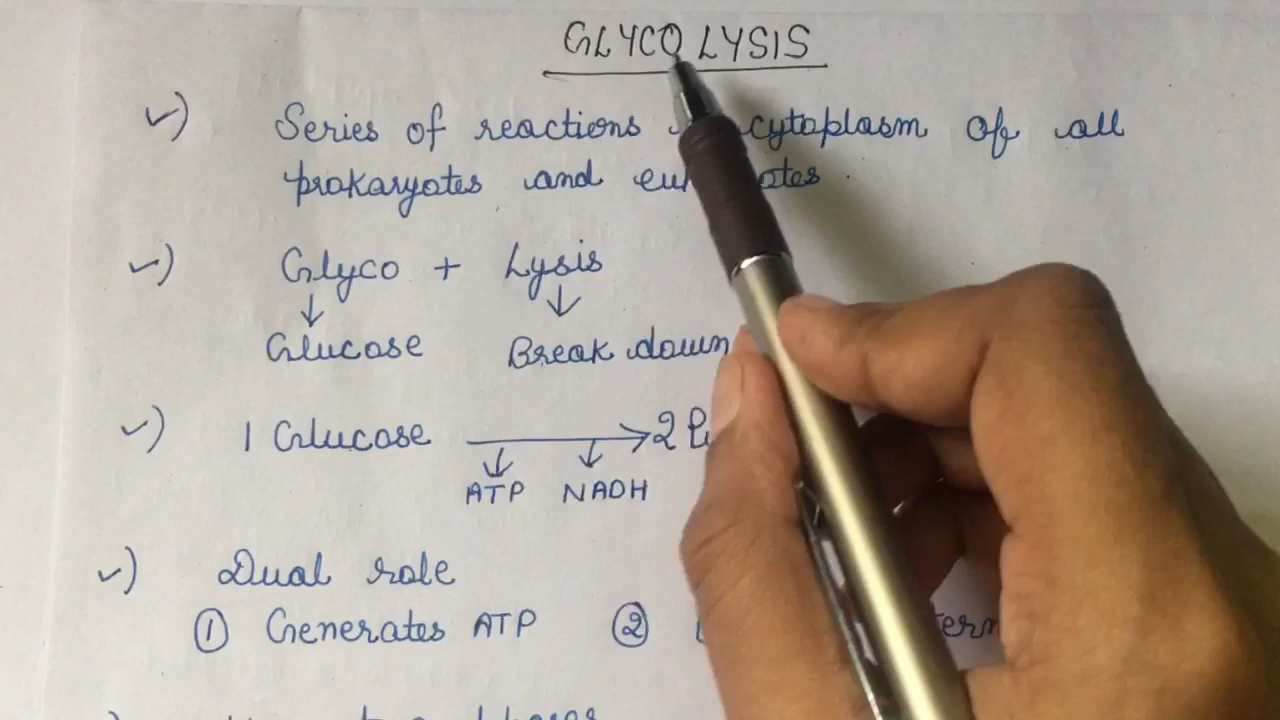 GLYCOLYSIS
✓) Series of reactions cytoplasm of all
prokaryotes and
✓) Glyco + Lysis
↓ ↓
Glucose Break down
✓) 1 Glucose → 2
↓ ↓
ATP NADH
✓) Dual role
① Generates ATP ②